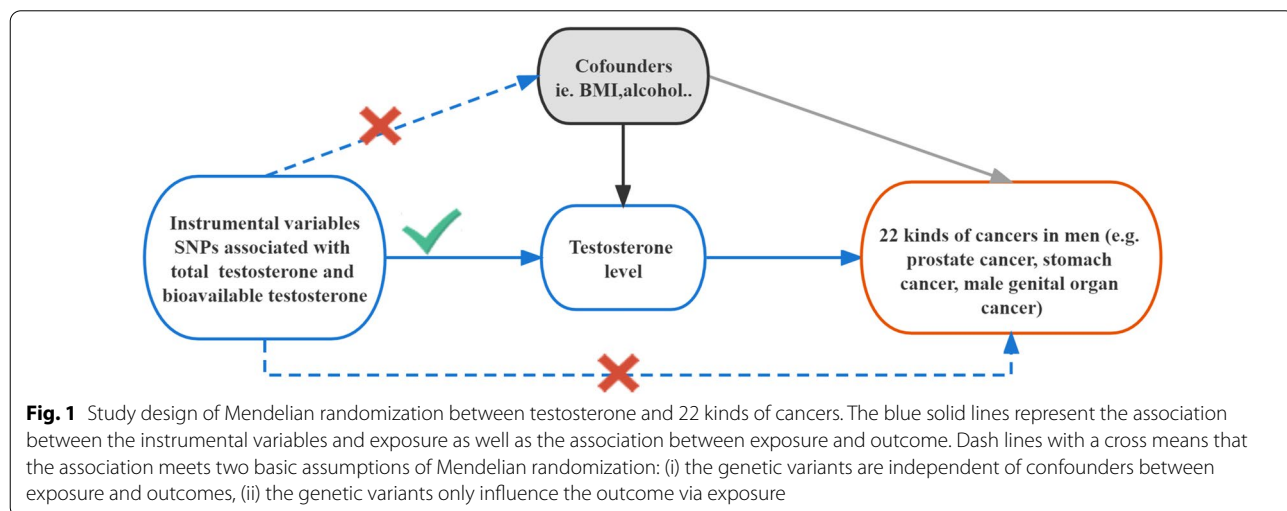 Cofounders
ie. BMI,alcohol..
Instrumental variables
SNPs associated with
total testosterone and
bioavailable testosterone
Testosterone
level
22 kinds of cancers in men (e.g.
prostate cancer, stomach
cancer, male genital organ
cancer)
Fig. 1 Study design of Mendelian randomization between testosterone and 22 kinds of cancers. The blue solid lines represent the association
between the instrumental variables and exposure as well as the association between exposure and outcome. Dash lines with a cross means that
the association meets two basic assumptions of Mendelian randomization: (i) the genetic variants are independent of confounders between
exposure and outcomes, (ii) the genetic variants only influence the outcome via exposure